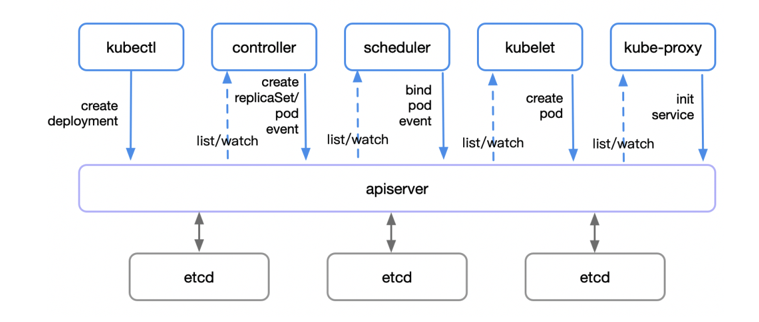 kubectl
controller
scheduler
kubelet
kube-proxy
create
deployment
create
replicaSet/
pod
event
list/watch
bind
pod
event
list/watch
create
pod
list/watch
init
service
list/watch
apiserver
etcd
etcd
etcd